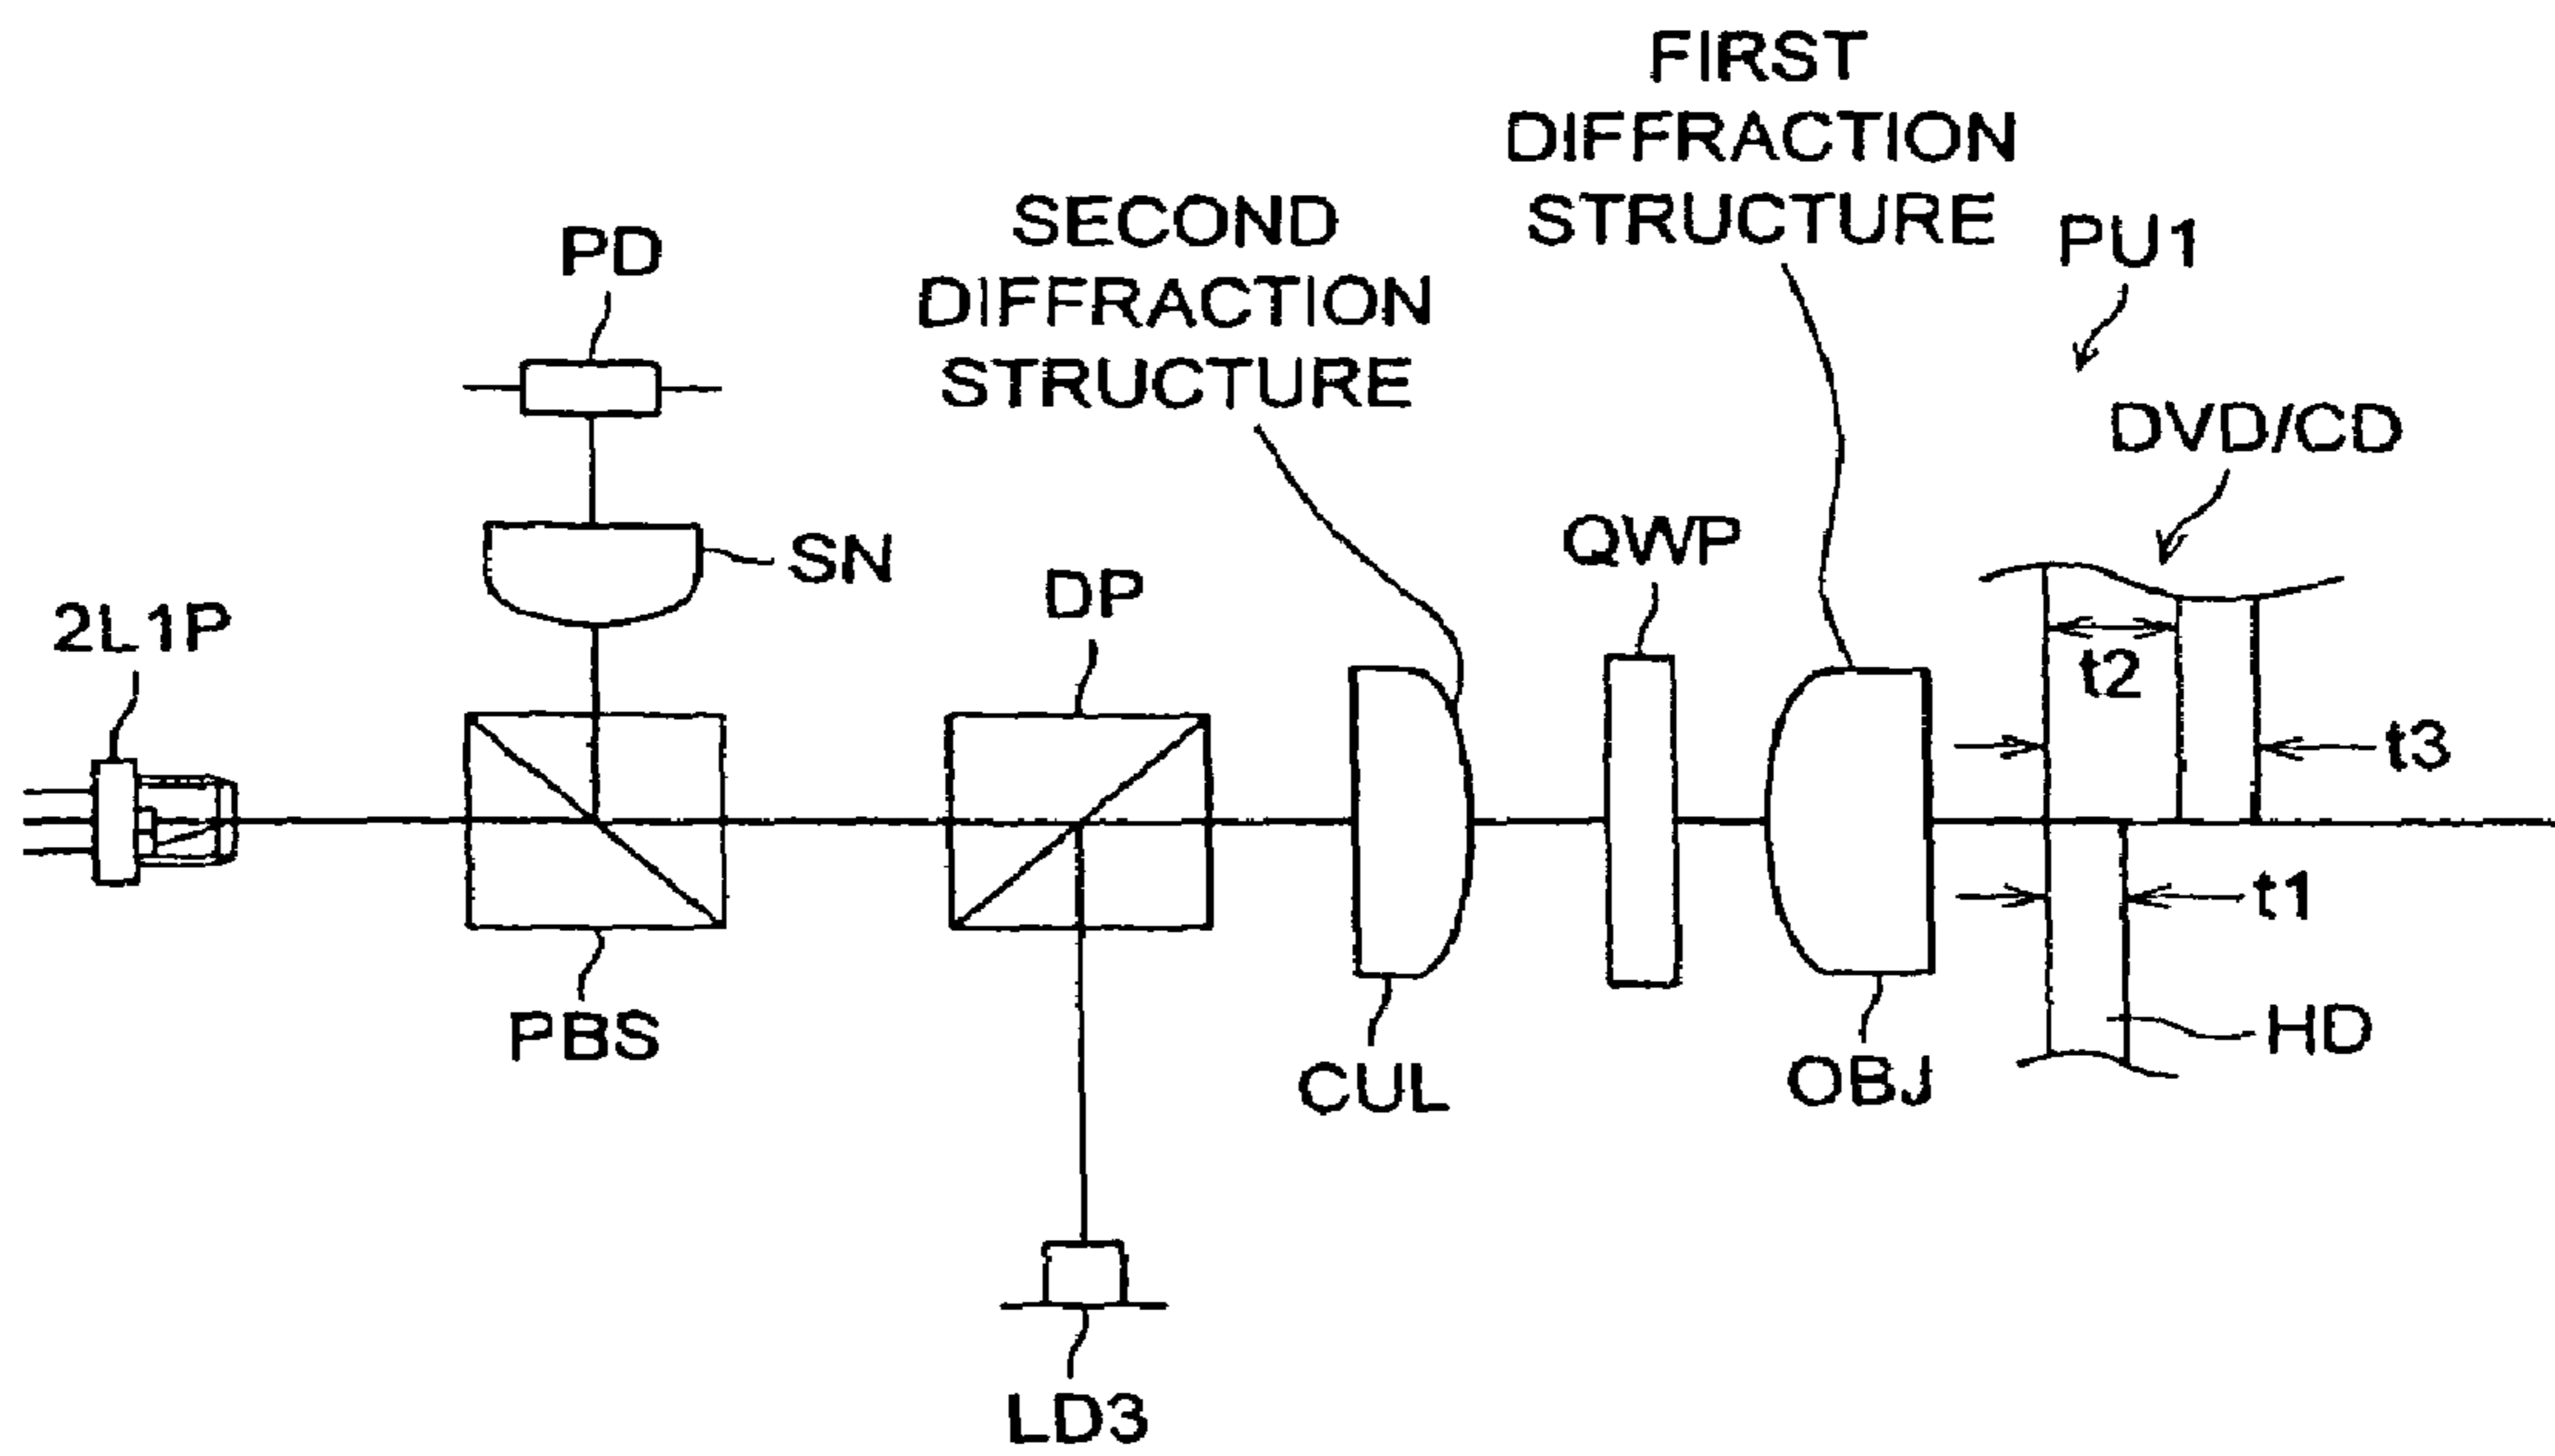 FIRST
DIFFRACTION
STRUCTURE
SECOND
DIFFRACTION
STRUCTURE
PU1
PD
DVD/CD
SN
QWP
DP
2L1P
t2
t3
t1
PBS
CUL
OBJ
HD
LD3